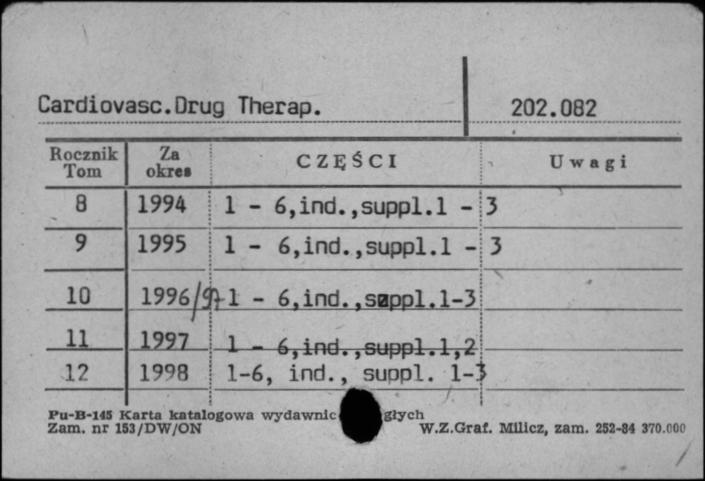 Cardiovasc.Drug Therap. 202.082
Rocznik Tom Za okres CZĘŚCI Uwagi
8 1994 1 - 6,ind.,suppl.1 - 3
9 1995 1 - 6,ind.,suppl.1 - 3
10 1996/97 1 - 6,ind.,suppl.1-3
11 1997 1 - 6,ind.,suppl.1,2
12 1998 1-6, ind., suppl. 1-3
Pu-B-145 Karta katalogowa wydawnic głych
Zam. nr 153/DW/ON W.Z.Graf. Milicz, zam. 252-84 370.000